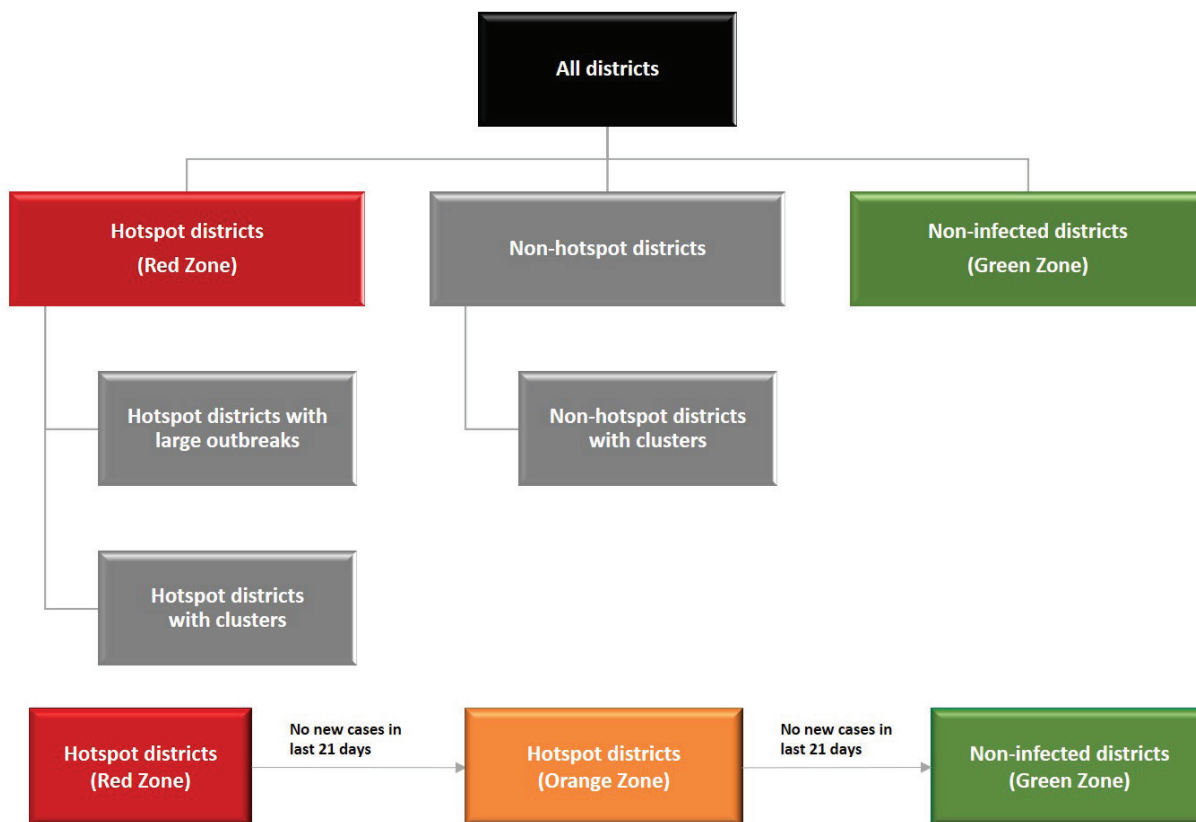 All districts
Hotspot districts
(Red Zone)
Non-hotspot districts
Non-infected districts
(Green Zone)
Hotspot districts with
large outbreaks
Non-hotspot districts
with clusters
Hotspot districts
with clusters
Hotspot districts
(Red Zone)
No new cases in
last 21 days
Hotspot districts
(Orange Zone)
No new cases in
last 21 days
Non-infected districts
(Green Zone)